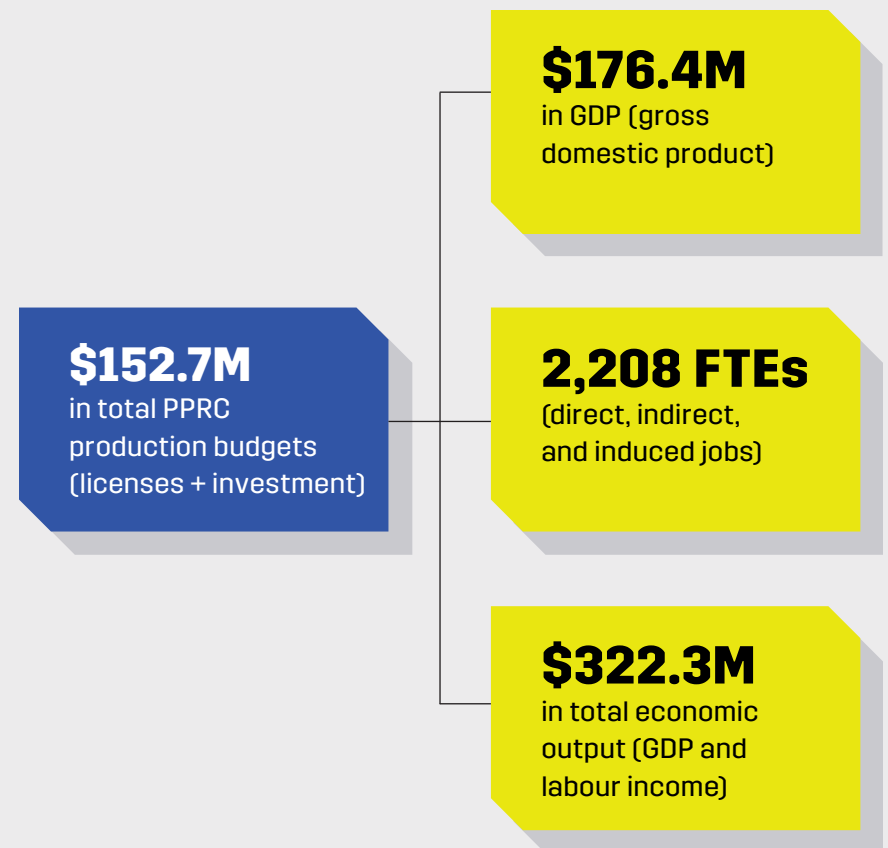 $176.4M
in GDP (gross
domestic product)
$152.7M
in total PPRC
production budgets
(licenses + investment)
2,208 FTEs
(direct, indirect,
and induced jobs)
$322.3M
in total economic
output (GDP and
labour income)